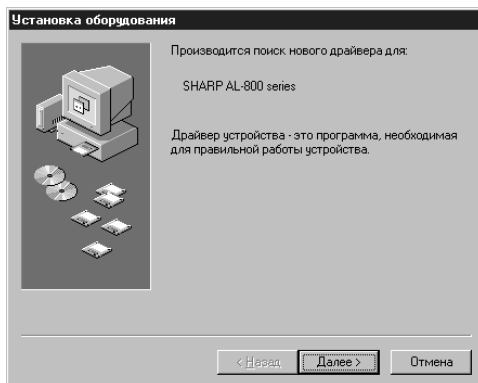 Установка оборудования
Производится поиск нового драйвера для:
SHARP AL-800 series
Драйвер устройства - это программа, необходимая
для правильной работы устройства.
< Назад
Далее >
Отмена